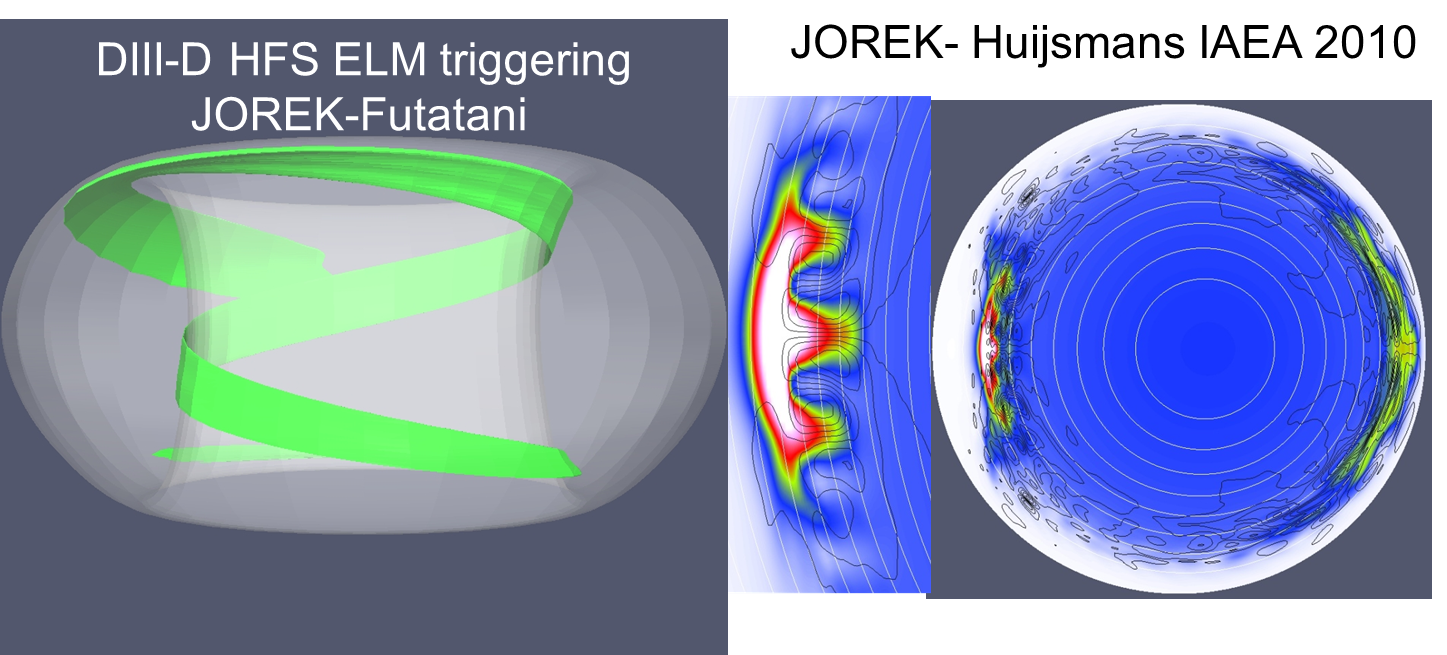 DIII-D HFS ELM triggering
JOREK-Futatani
JOREK- Huijsmans IAEA 2010